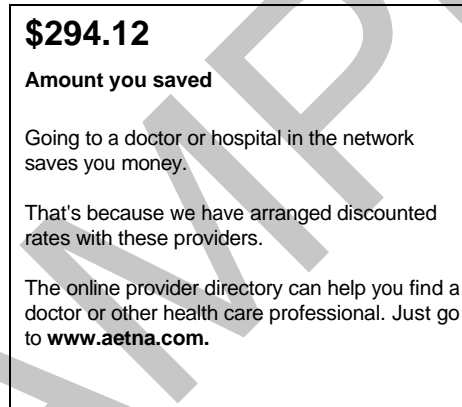 $294.12
Amount you saved
Going to a doctor or hospital in the network
saves you money.
That's because we have arranged discounted
rates with these providers.
The online provider directory can help you find a
doctor or other health care professional. Just go
to www.aetna.com.